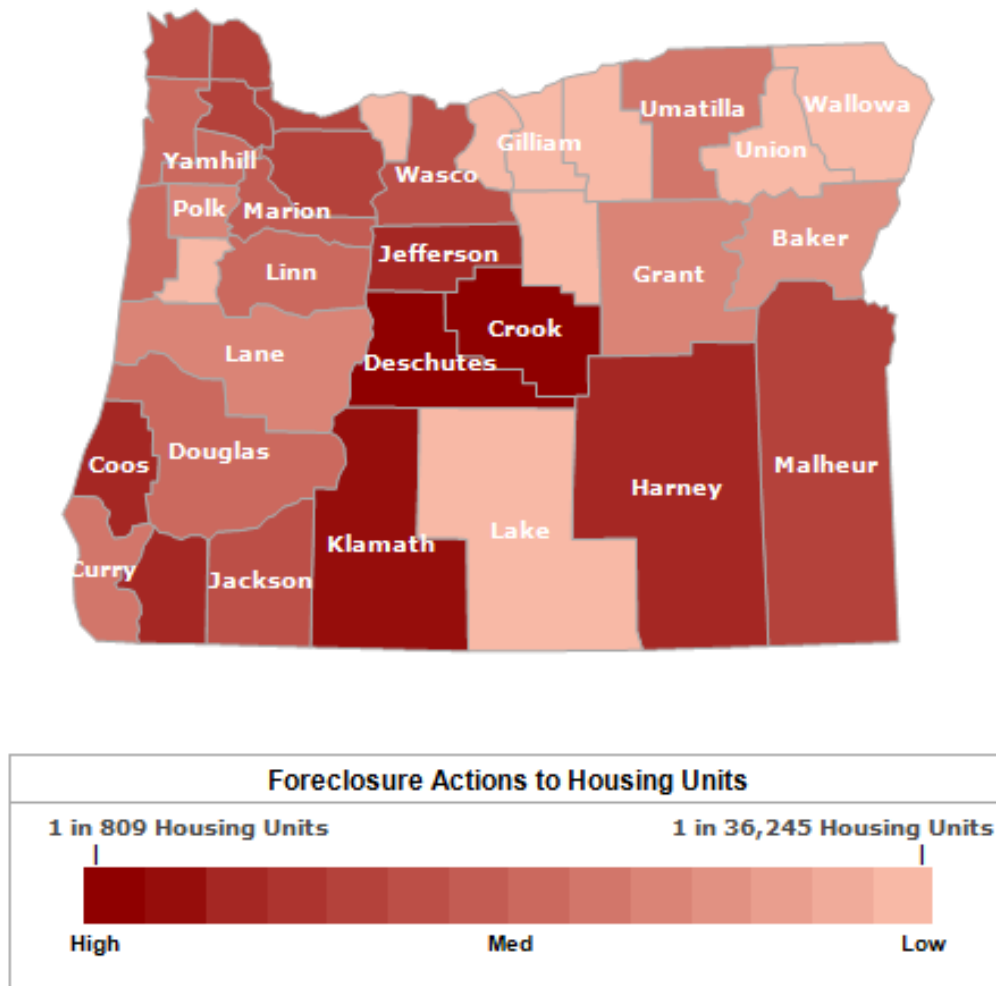 Umatilla
Wallowa
Gilliam
Union
Yamhill
Wasco
Polk
Marion
Baker
Jefferson
Linn
Grant
Crook
Lane
Deschutes
Douglas
Coos
Malheur
Harney
Lake
Klamath
Curry
Jackson
Foreclosure Actions to Housing Units
1 in 809 Housing Units 1 in 36,245 Housing Units
High Med Low